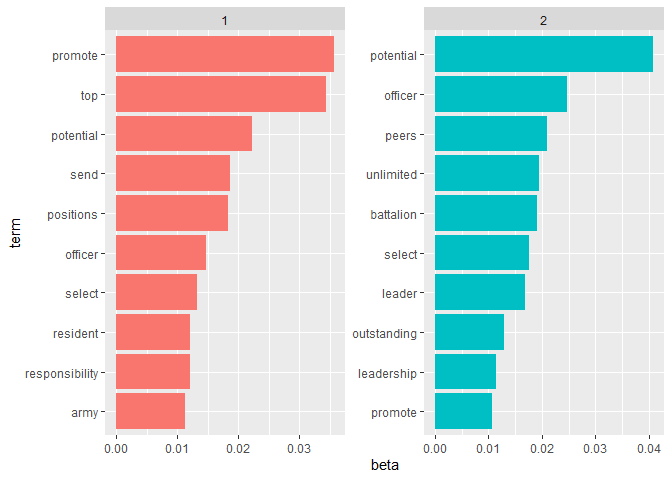 1
2
term
promote
top
potential
send
positions
officer
select
resident
responsibility
army
0.00 0.01 0.02 0.03
potential
officer
peers
unlimited
battalion
select
leader
outstanding
leadership
promote
0.00 0.01 0.02 0.03 0.04
beta